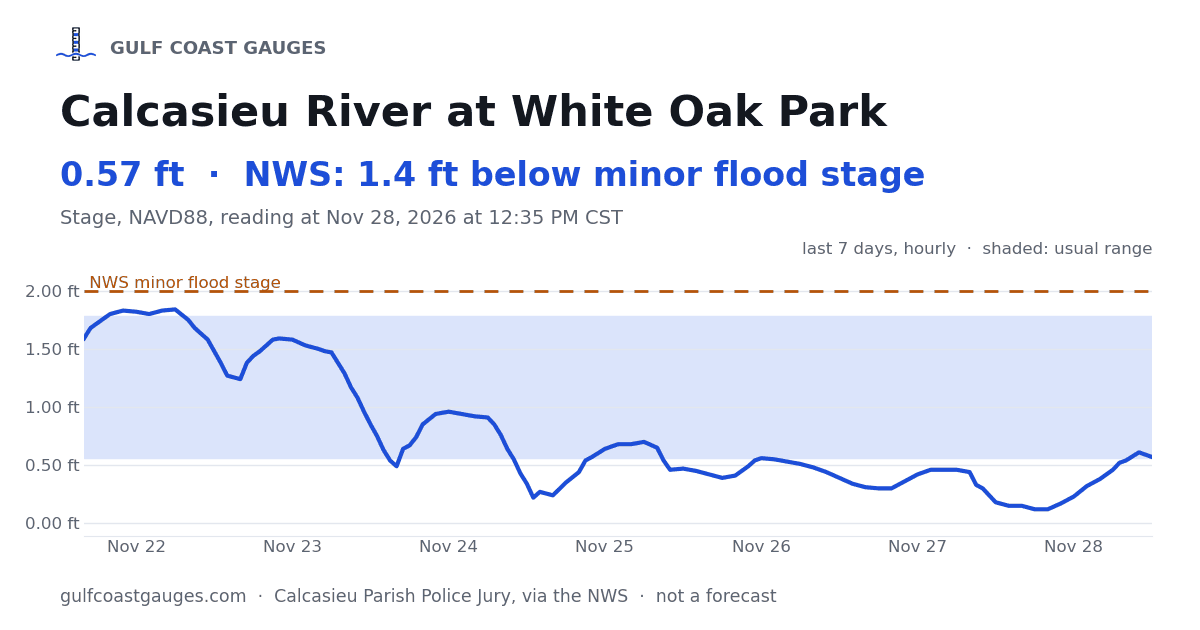 GULF COAST GAUGES
Calcasieu River at White Oak Park
0.57 ft · NWS: 1.4 ft below minor flood stage
Stage, NAVD88, reading at Nov 28, 2026 at 12:35 PM CST
last 7 days, hourly · shaded: usual range
NWS minor flood stage
2.00 ft
1.50 ft
1.00 ft
0.50 ft
0.00 ft
Nov 22 Nov 23 Nov 24 Nov 25 Nov 26 Nov 27 Nov 28
gulfcoastgauges.com · Calcasieu Parish Police Jury, via the NWS · not a forecast